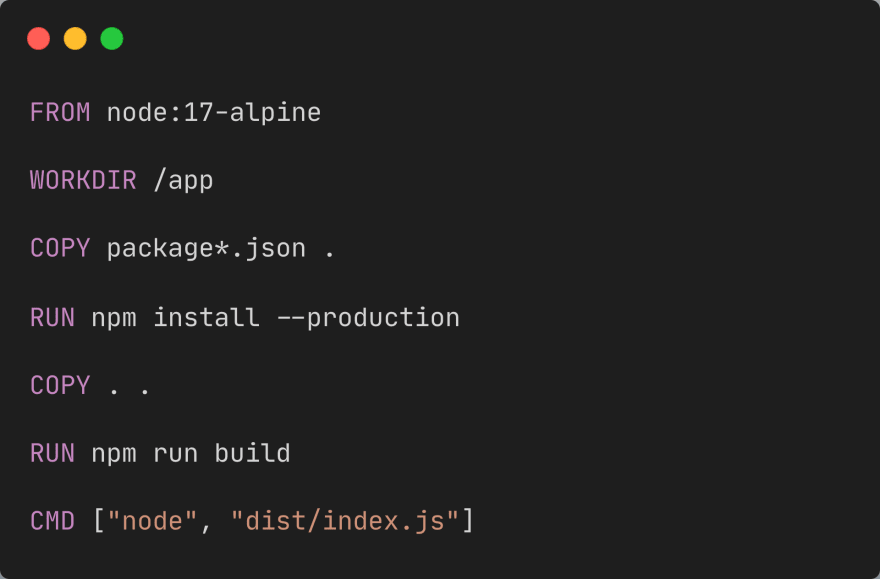 FROM node:17-alpine
WORKDIR /app
COPY package*.json .
RUN npm install --production
COPY . .
RUN npm run build
CMD ["node", "dist/index.js"]